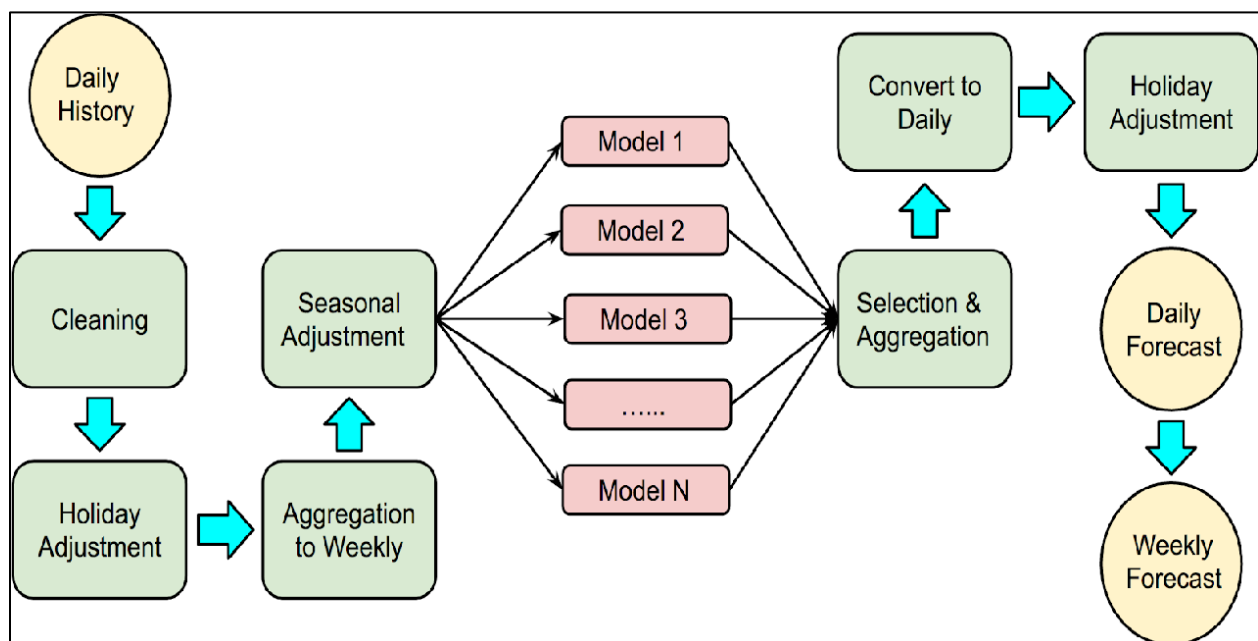 Daily
History
Cleaning
Holiday
Adjustment
Aggregation
to Weekly
Seasonal
Adjustment
Model 1
Model 2
Model 3
......
Model N
Selection &
Aggregation
Convert to
Daily
Holiday
Adjustment
Daily
Forecast
Weekly
Forecast